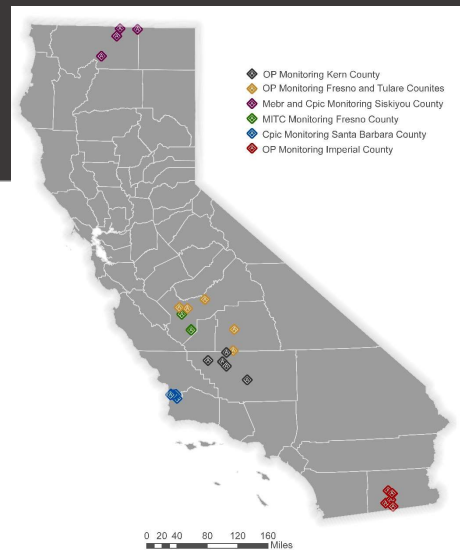 OP Monitoring Kern County
OP Monitoring Fresno and Tulare Counites
Mebr and Cpic Monitoring Siskiyou County
MITC Monitoring Fresno County
Cpic Monitoring Santa Barbara County
OP Monitoring Imperial County
0 20 40 80 120 160
Miles